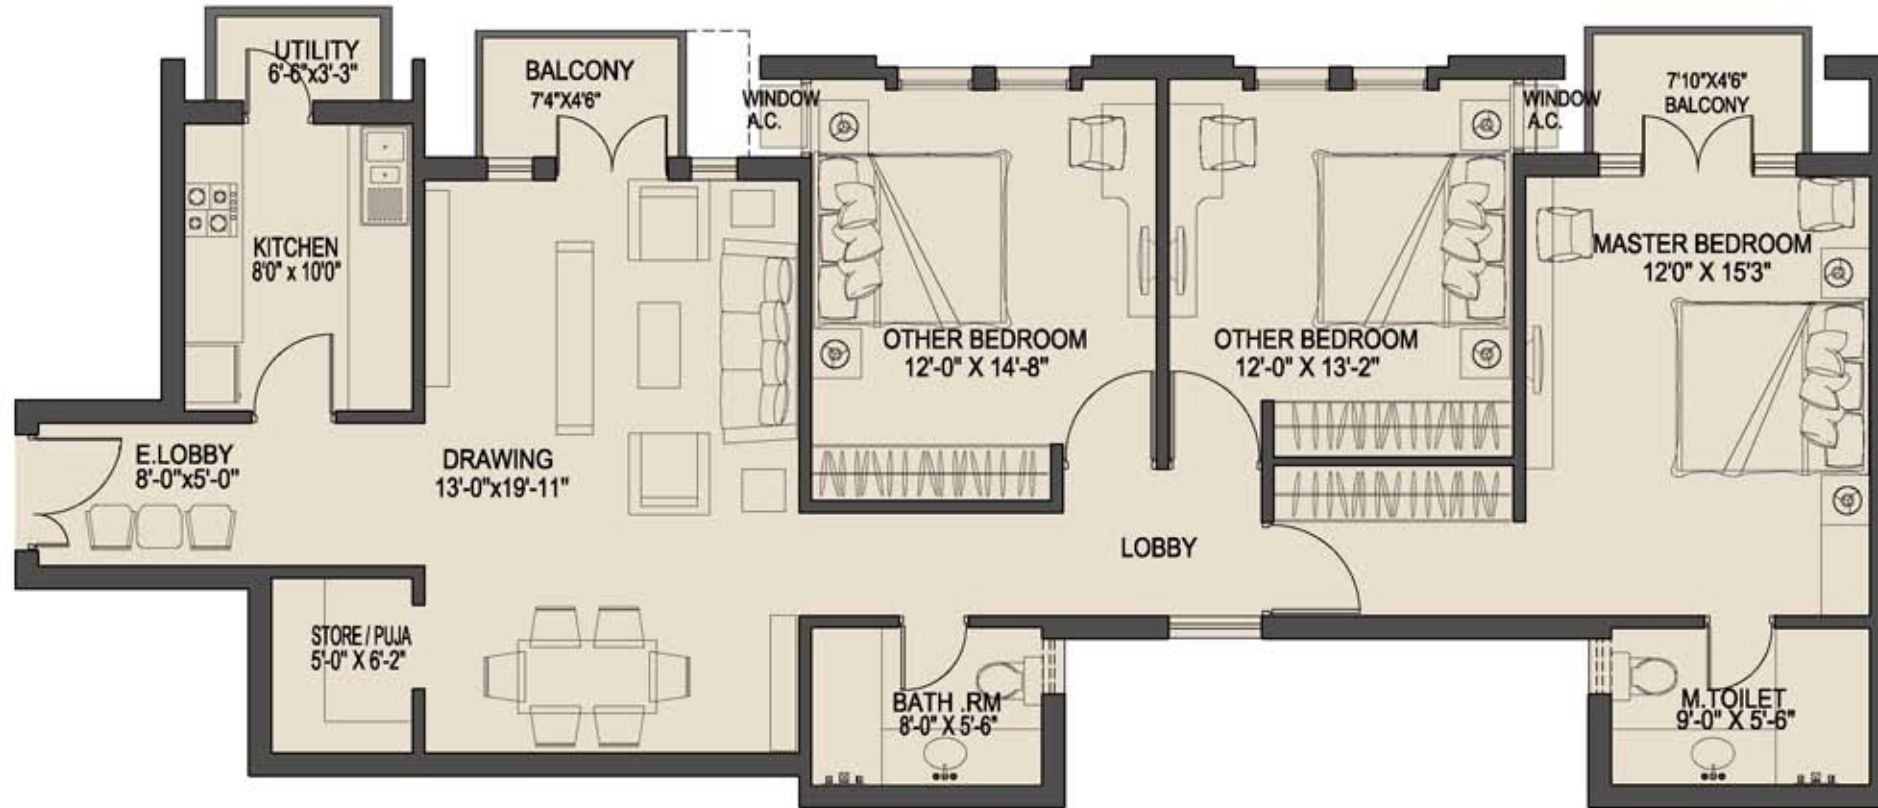 UTILITY
6'-6"x3'-3"
BALCONY
7'4"X4'6"
WINDOW
A.C.
WINDOW
A.C.
7'10"X4'6"
BALCONY
KITCHEN
8'0" x 10'0"
MASTER BEDROOM
12'0" X 15'3"
OTHER BEDROOM
12'-0" X 14'-8"
OTHER BEDROOM
12'-0" X 13'-2"
E.LOBBY
8'-0"x5'-0"
DRAWING
13'-0"x19'-11"
LOBBY
STORE / PUJA
5'-0" X 6'-2"
BATH .RM
8'-0" X 5'-6"
M.TOILET
9'-0" X 5'-6"